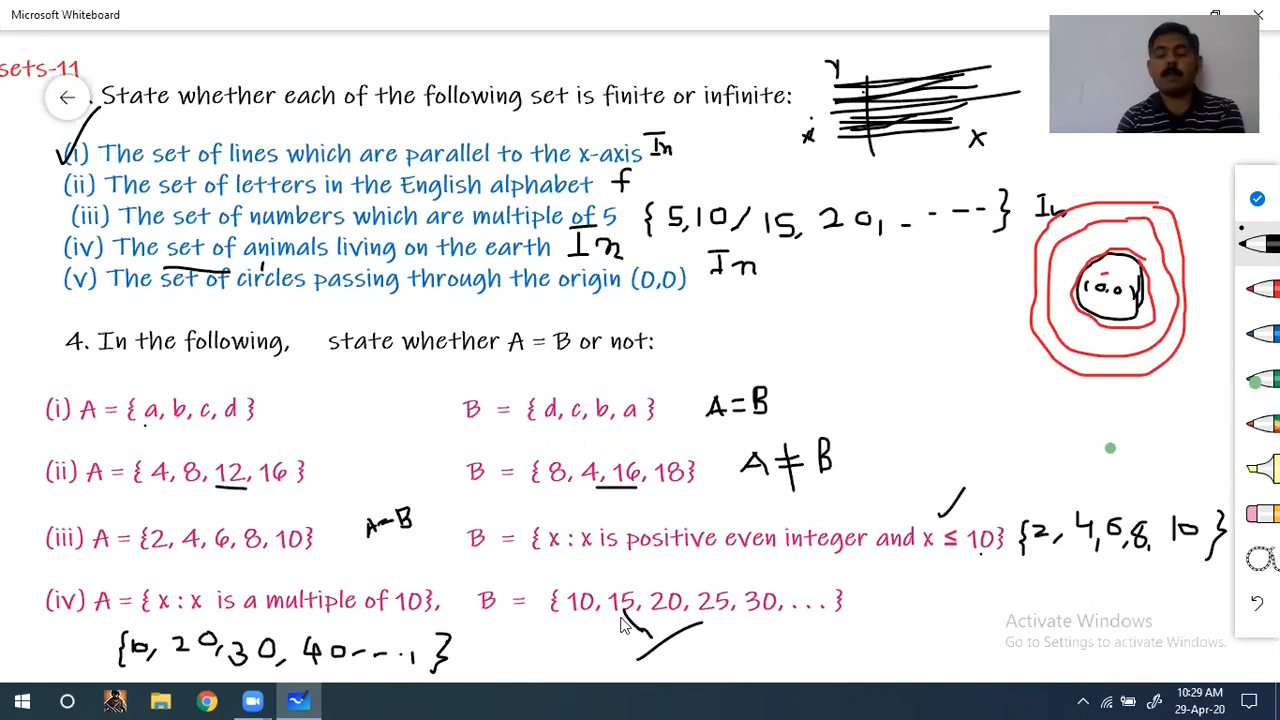 Microsoft Whiteboard
sets-11
State whether each of the following set is finite or infinite:
(i) The set of lines which are parallel to the x-axis In
(ii) The set of letters in the English alphabet f
(iii) The set of numbers which are multiple of 5 {5,10/15, 20, - - - -} In
(iv) The set of animals living on the earth In
(v) The set of circles passing through the origin (0,0) In
Y
X
(0,0)
4. In the following, state whether A = B or not:
(i) A = { a, b, c, d } B = { d, c, b, a } A=B
(ii) A = { 4, 8, 12, 16 } B = { 8, 4, 16, 18} A≠B
(iii) A = {2, 4, 6, 8, 10} A=B B = { x : x is positive even integer and x ≤ 10} {2, 4,6,8, 10}
(iv) A = { x : x is a multiple of 10}, B = { 10, 15, 20, 25, 30, . . . }
{10, 20,30, 40 - - - , }
Activate Windows
Go to Settings to activate Windows.
10:29 AM
29-Apr-20